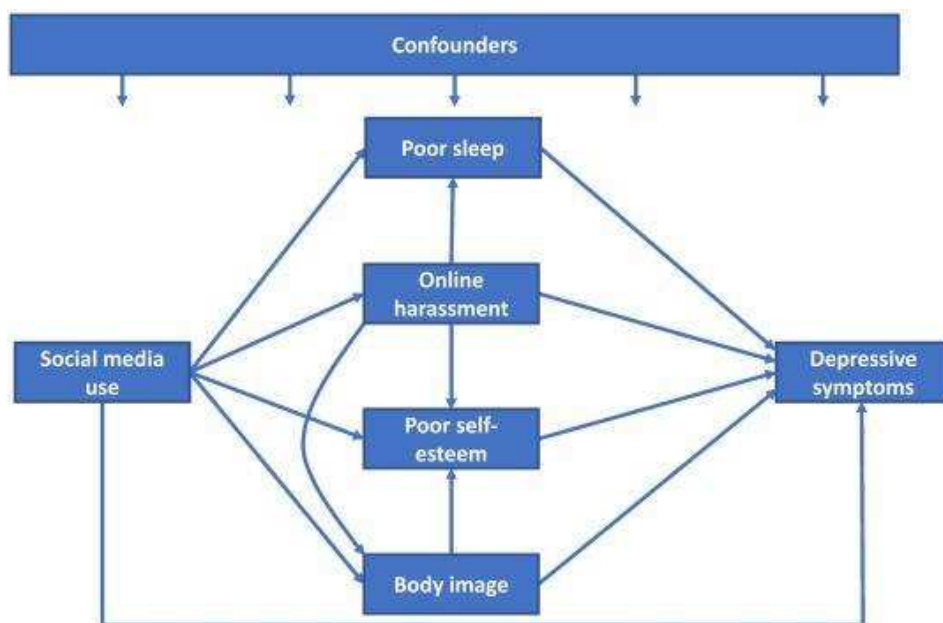 Confounders
Poor sleep
Online
harassment
Social media
use
Depressive
symptoms
Poor self-
esteem
Body image